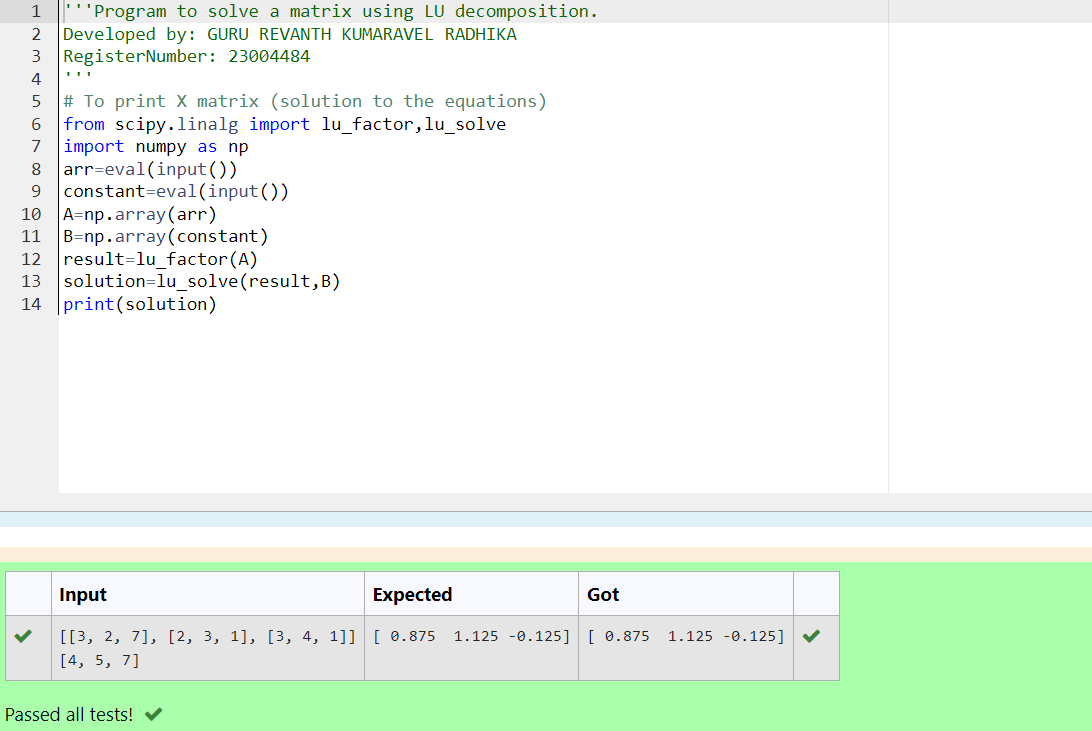 1 '''Program to solve a matrix using LU decomposition.
2 Developed by: GURU REVANTH KUMARAVEL RADHIKA
3 RegisterNumber: 23004484
4 '''
5 # To print X matrix (solution to the equations)
6 from scipy.linalg import lu_factor,lu_solve
7 import numpy as np
8 arr=eval(input())
9 constant=eval(input())
10 A=np.array(arr)
11 B=np.array(constant)
12 result=lu_factor(A)
13 solution=lu_solve(result,B)
14 print(solution)
Input Expected Got
[[3, 2, 7], [2, 3, 1], [3, 4, 1]] [ 0.875  1.125 -0.125] [ 0.875  1.125 -0.125]
[4, 5, 7]
Passed all tests!